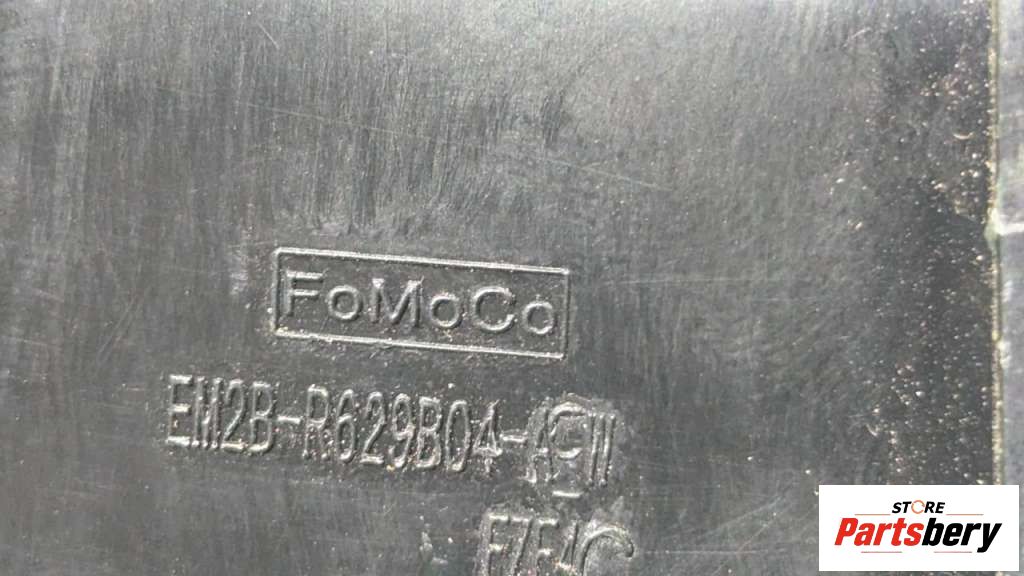 FoMoCo
EM2B-R629B04-A
STORE
Partsbery